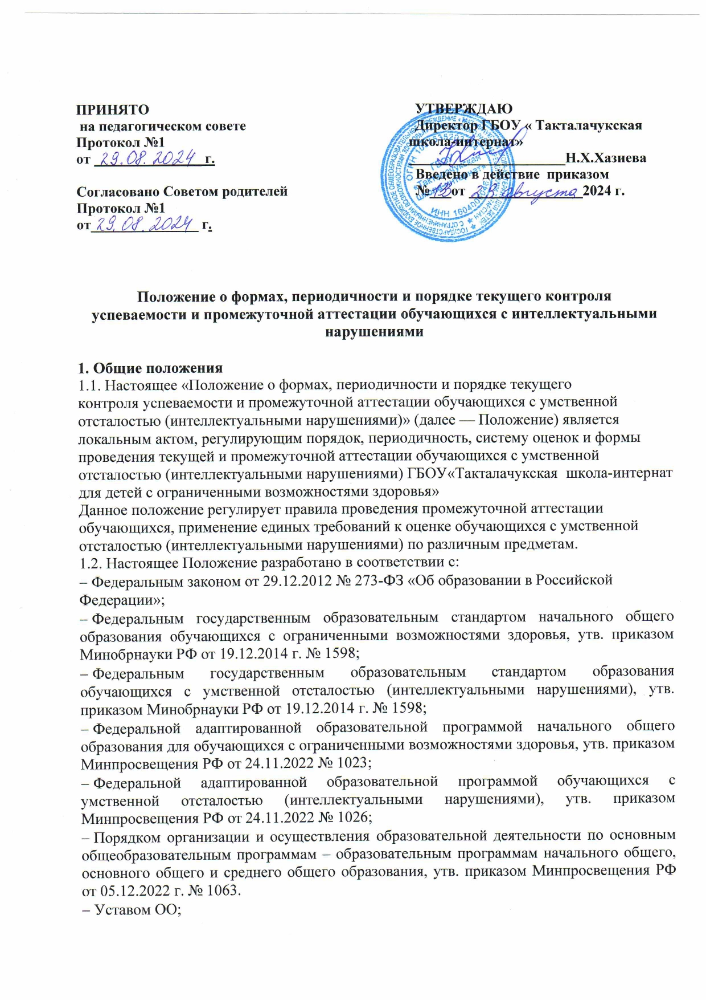 ПРИНЯТО
на педагогическом совете
Протокол №1
от 29.08.2024 г.
Согласовано Советом родителей
Протокол №1
от 29.08.2024 г.
УТВЕРЖДАЮ
Директор ГБОУ « Такталачукская
школа-интернат»
Н.Х.Хазиева
Введено в действие приказом
№ от 29 августа 2024 г.
ГБОУ
«Такталачукская
школа-интернат»
Положение о формах, периодичности и порядке текущего контроля
успеваемости и промежуточной аттестации обучающихся с интеллектуальными
нарушениями
1. Общие положения
1.1. Настоящее «Положение о формах, периодичности и порядке текущего
контроля успеваемости и промежуточной аттестации обучающихся с умственной
отсталостью (интеллектуальными нарушениями)» (далее — Положение) является
локальным актом, регулирующим порядок, периодичность, систему оценок и формы
проведения текущей и промежуточной аттестации обучающихся с умственной
отсталостью (интеллектуальными нарушениями) ГБОУ«Такталачукская школа-интернат
для детей с ограниченными возможностями здоровья»
Данное положение регулирует правила проведения промежуточной аттестации
обучающихся, применение единых требований к оценке обучающихся с умственной
отсталостью (интеллектуальными нарушениями) по различным предметам.
1.2. Настоящее Положение разработано в соответствии с:
– Федеральным законом от 29.12.2012 № 273-ФЗ «Об образовании в Российской
Федерации»;
– Федеральным государственным образовательным стандартом начального общего
образования обучающихся с ограниченными возможностями здоровья, утв. приказом
Минобрнауки РФ от 19.12.2014 г. № 1598;
– Федеральным государственным образовательным стандартом образования
обучающихся с умственной отсталостью (интеллектуальными нарушениями), утв.
приказом Минобрнауки РФ от 19.12.2014 г. № 1598;
– Федеральной адаптированной образовательной программой начального общего
образования для обучающихся с ограниченными возможностями здоровья, утв. приказом
Минпросвещения РФ от 24.11.2022 № 1023;
– Федеральной адаптированной образовательной программой обучающихся с
умственной отсталостью (интеллектуальными нарушениями), утв. приказом
Минпросвещения РФ от 24.11.2022 № 1026;
– Порядком организации и осуществления образовательной деятельности по основным
общеобразовательным программам – образовательным программам начального общего,
основного общего и среднего общего образования, утв. приказом Минпросвещения РФ
от 05.12.2022 г. № 1063.
– Уставом ОО;